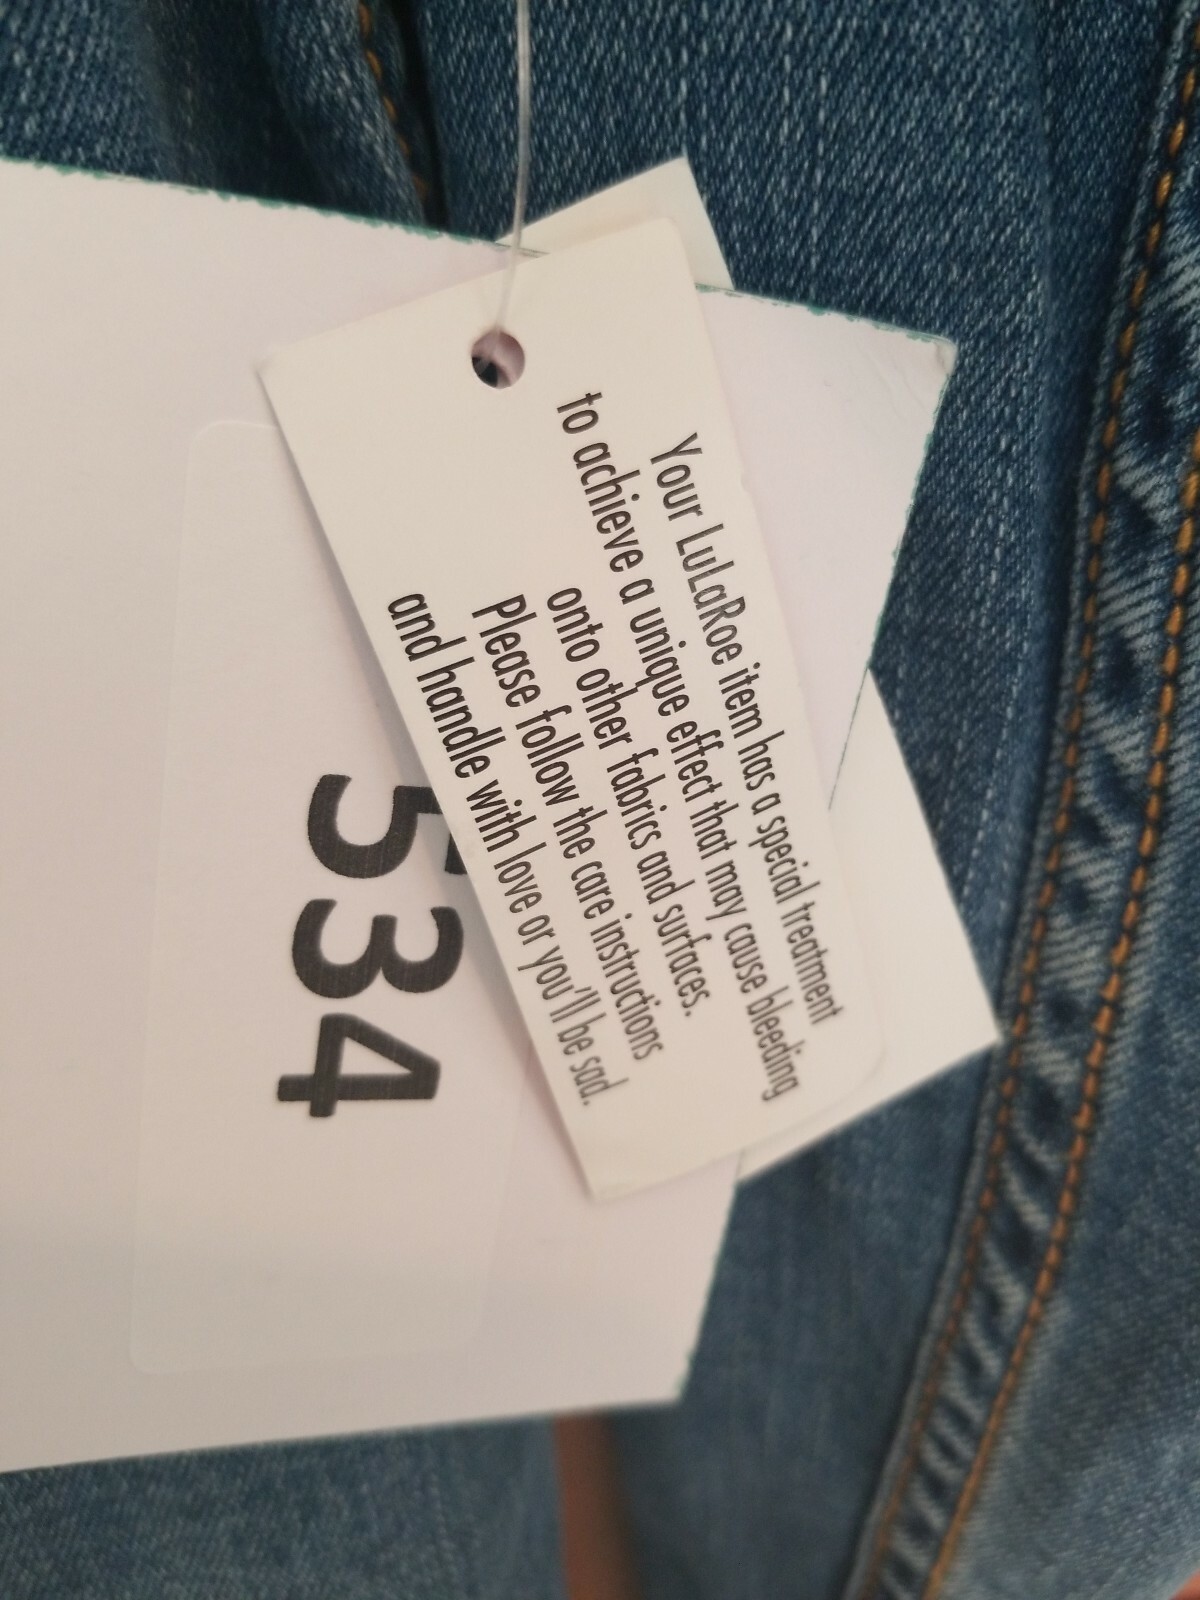 Your LuLaRoe item has a special treatment
to achieve a unique effect that may cause bleeding
onto other fabrics and surfaces.
Please follow the care instructions
and handle with love or you'll be sad.
534